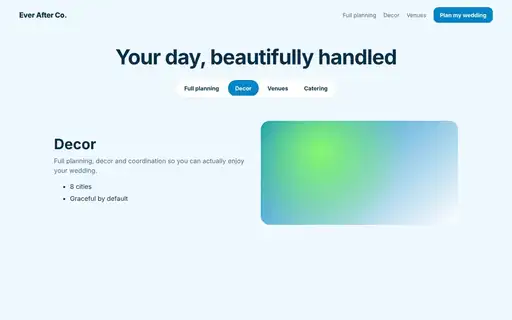 Ever After Co.
Full planning Decor Venues Plan my wedding
Your day, beautifully handled
Full planning Decor Venues Catering
Decor
Full planning, decor and coordination so you can actually enjoy
your wedding.
8 cities
Graceful by default